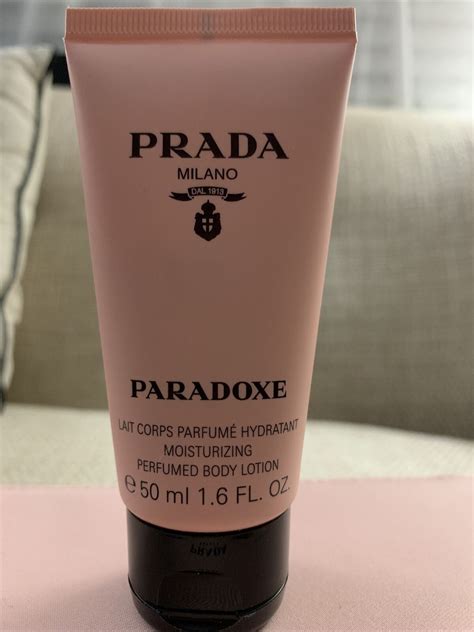 PRADA
MILANO
DAL 1913
PARADOXE
LAIT CORPS PARFUMÉ HYDRATANT
MOISTURIZING
PERFUMED BODY LOTION
℮ 50 ml 1.6 FL. OZ.
PRADA